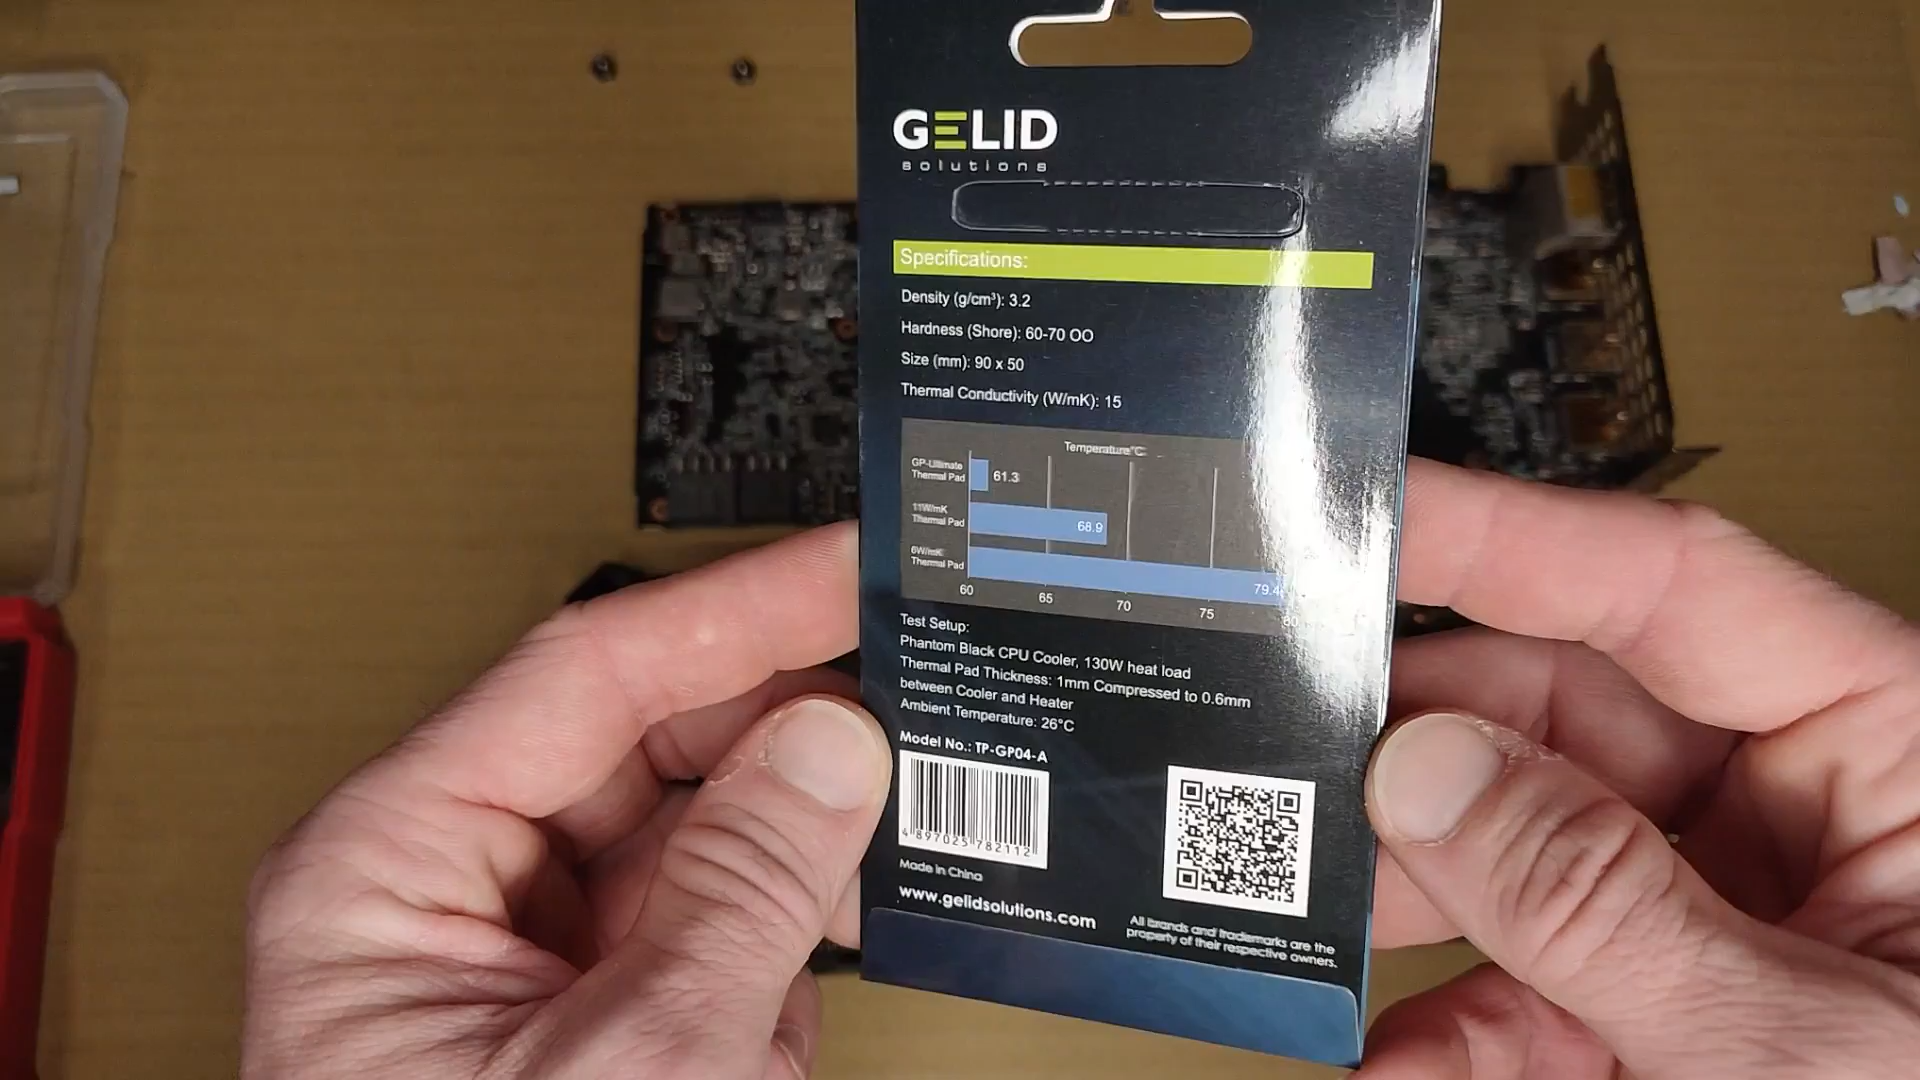 GELID
solutions
Specifications:
Density (g/cm³): 3.2
Hardness (Shore): 60-70 OO
Size (mm): 90 x 50
Thermal Conductivity (W/mK): 15
Temperature°C
GP-Ultimate
Thermal Pad
61.3
11W/mK
Thermal Pad
68.9
6W/mK
Thermal Pad
79.4
60 65 70 75 80
Test Setup:
Phantom Black CPU Cooler, 130W heat load
Thermal Pad Thickness: 1mm Compressed to 0.6mm
between Cooler and Heater
Ambient Temperature: 26°C
Model No.: TP-GP04-A
4 897025 782112
Made in China
www.gelidsolutions.com
All brands and trademarks are the
property of their respective owners.